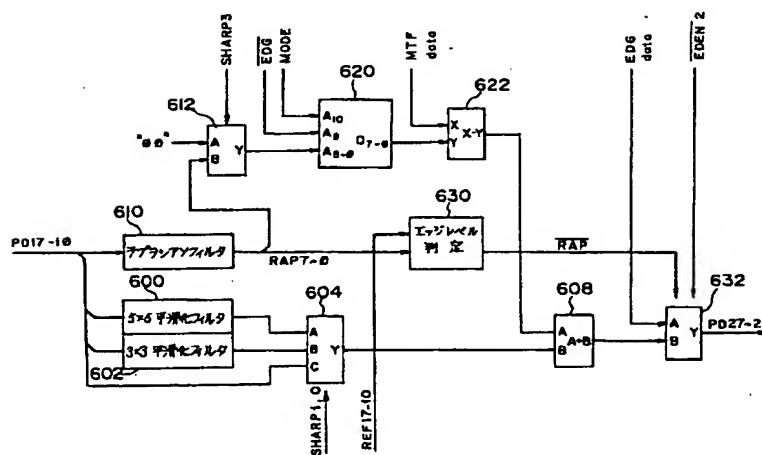 SHARP3
EDG
MODE
620
MTF
data
622
EDG
data
EDEN 2
612
"00"
A
B
Y
A10
A9
A8-0
D7-0
X
Y
X-Y
610
630
PD17-10
ラプラシアンフィルタ
RAP7-0
エッジレベル
判定
RAP
632
600
604
608
5×5 平滑化フィルタ
3×3 平滑化フィルタ
602
A
B
C
Y
A
B
A+B
A
B
Y
PD27-2
SHARP1,0
REF17-10